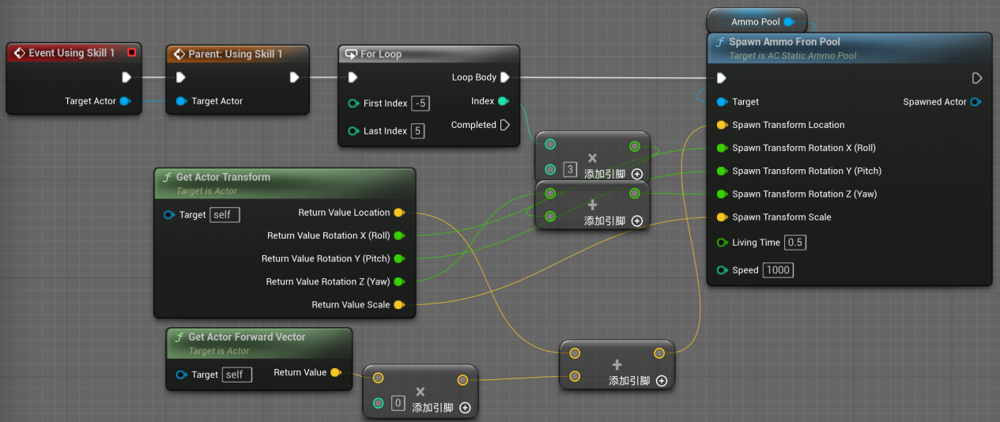 Ammo Pool
Event Using Skill 1
Target Actor
Parent: Using Skill 1
Target Actor
For Loop
Loop Body
First Index -5
Index
Last Index 5
Completed
f Spawn Ammo Fron Pool
Target is AC Static Ammo Pool
Target
Spawned Actor
Spawn Transform Location
Spawn Transform Rotation X (Roll)
Spawn Transform Rotation Y (Pitch)
Spawn Transform Rotation Z (Yaw)
Spawn Transform Scale
Living Time 0.5
Speed 1000
×
3 添加引脚
+
添加引脚
f Get Actor Transform
Target is Actor
Target self
Return Value Location
Return Value Rotation X (Roll)
Return Value Rotation Y (Pitch)
Return Value Rotation Z (Yaw)
Return Value Scale
f Get Actor Forward Vector
Target is Actor
Target self
Return Value
×
0 添加引脚
+
添加引脚